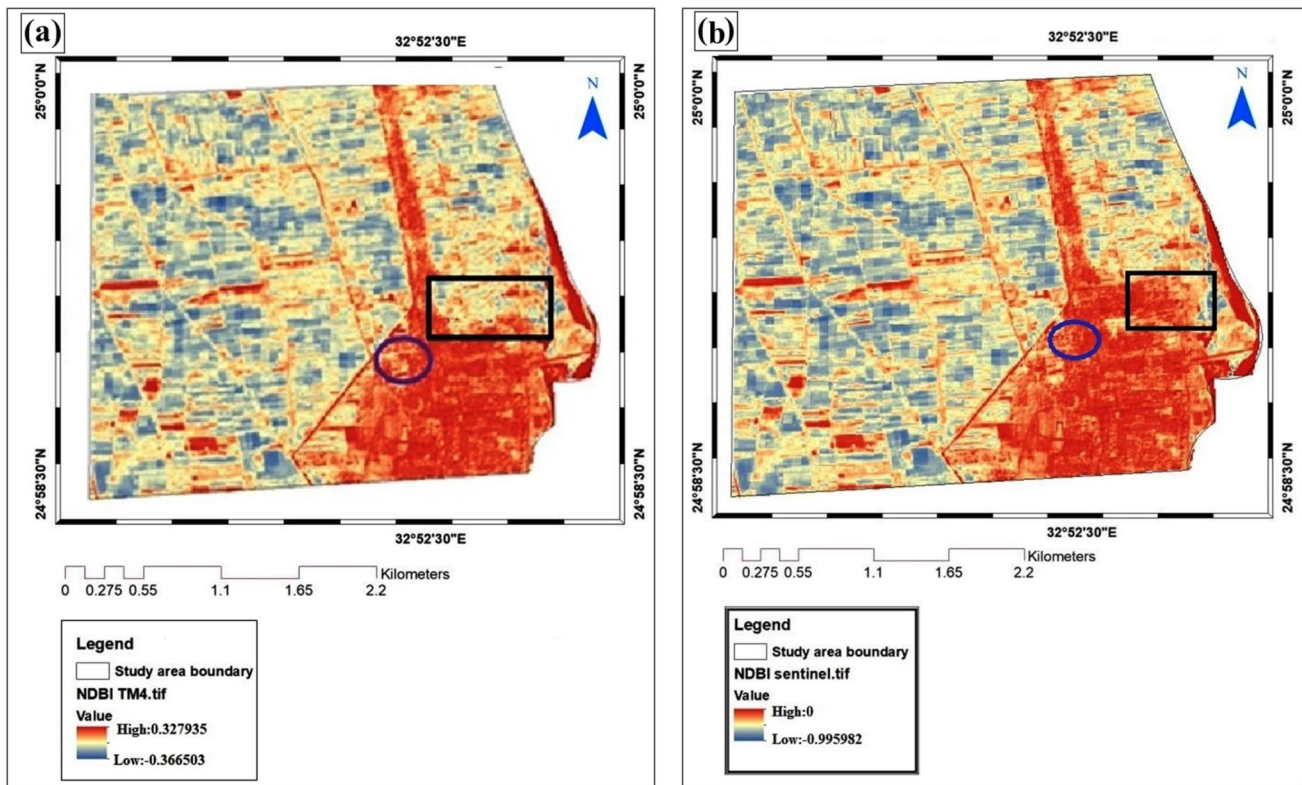 (a)
32°52'30"E
N
25°0'0"N
25°0'0"N
24°58'30"N
24°58'30"N
32°52'30"E
Kilometers
0 0.275 0.55 1.1 1.65 2.2
Legend
Study area boundary
NDBI TM4.tif
Value
High:0.327935
Low:-0.366503
(b)
32°52'30"E
N
25°0'0"N
25°0'0"N
24°58'30"N
24°58'30"N
32°52'30"E
Kilometers
0 0.275 0.55 1.1 1.65 2.2
Legend
Study area boundary
NDBI sentinel.tif
Value
High:0
Low:-0.995982